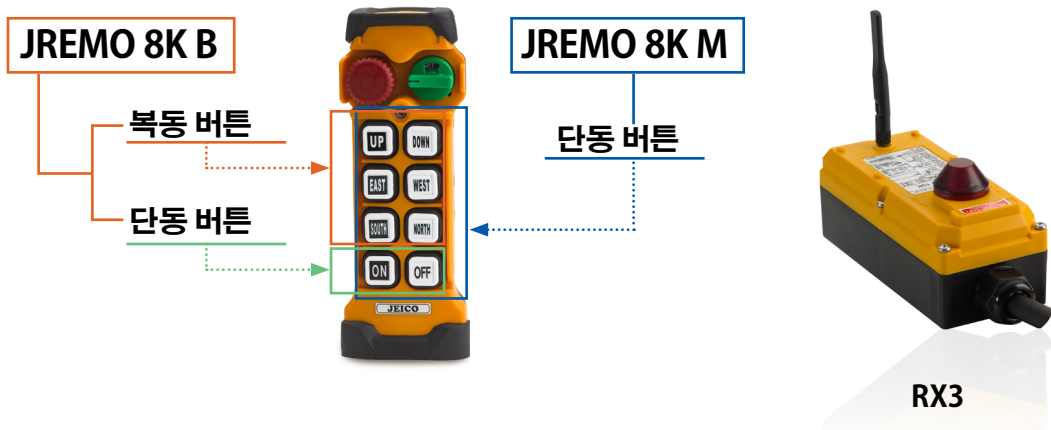 JREMO 8K B
JREMO 8K M
복동 버튼
단동 버튼
단동 버튼
UP
DOWN
EAST
WEST
SOUTH
NORTH
ON
OFF
JEICO
RX3